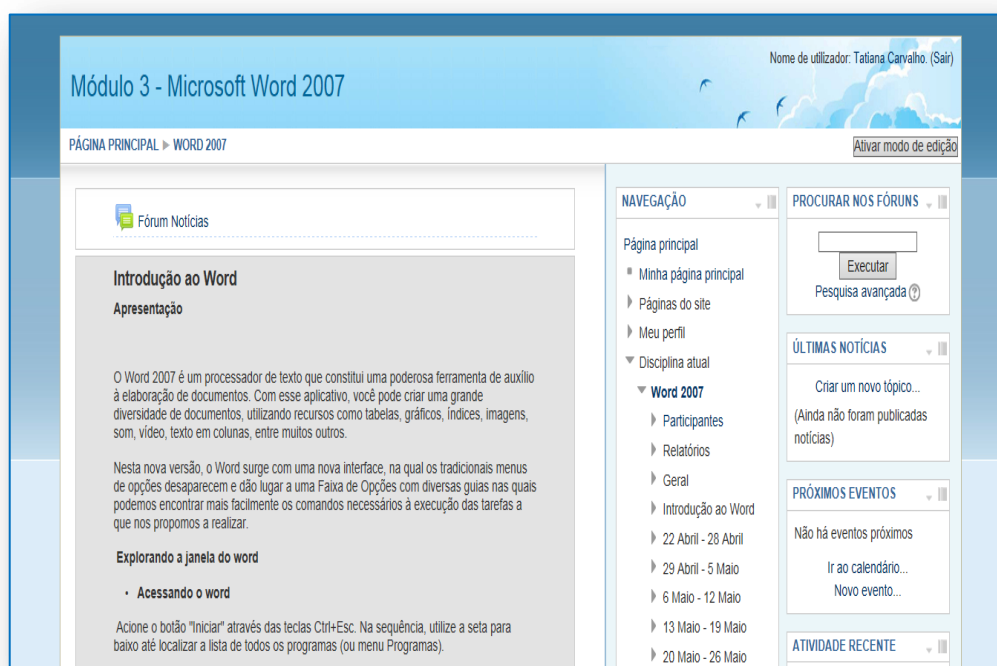 Nome de utilizador: Tatiana Carvalho. (Sair)
Módulo 3 - Microsoft Word 2007
PÁGINA PRINCIPAL ▶ WORD 2007
Ativar modo de edição
Fórum Notícias
Introdução ao Word
Apresentação
O Word 2007 é um processador de texto que constitui uma poderosa ferramenta de auxílio
à elaboração de documentos. Com esse aplicativo, você pode criar uma grande
diversidade de documentos, utilizando recursos como tabelas, gráficos, índices, imagens,
som, vídeo, texto em colunas, entre muitos outros.
Nesta nova versão, o Word surge com uma nova interface, na qual os tradicionais menus
de opções desaparecem e dão lugar a uma Faixa de Opções com diversas guias nas quais
podemos encontrar mais facilmente os comandos necessários à execução das tarefas a
que nos propomos a realizar.
Explorando a janela do word
• Acessando o word
Acione o botão "Iniciar" através das teclas Ctrl+Esc. Na sequência, utilize a seta para
baixo até localizar a lista de todos os programas (ou menu Programas).
NAVEGAÇÃO
Página principal
Minha página principal
Páginas do site
Meu perfil
Disciplina atual
Word 2007
Participantes
Relatórios
Geral
Introdução ao Word
22 Abril - 28 Abril
29 Abril - 5 Maio
6 Maio - 12 Maio
13 Maio - 19 Maio
20 Maio - 26 Maio
PROCURAR NOS FÓRUNS
Executar
Pesquisa avançada ?
ÚLTIMAS NOTÍCIAS
Criar um novo tópico...
(Ainda não foram publicadas
notícias)
PRÓXIMOS EVENTOS
Não há eventos próximos
Ir ao calendário...
Novo evento...
ATIVIDADE RECENTE